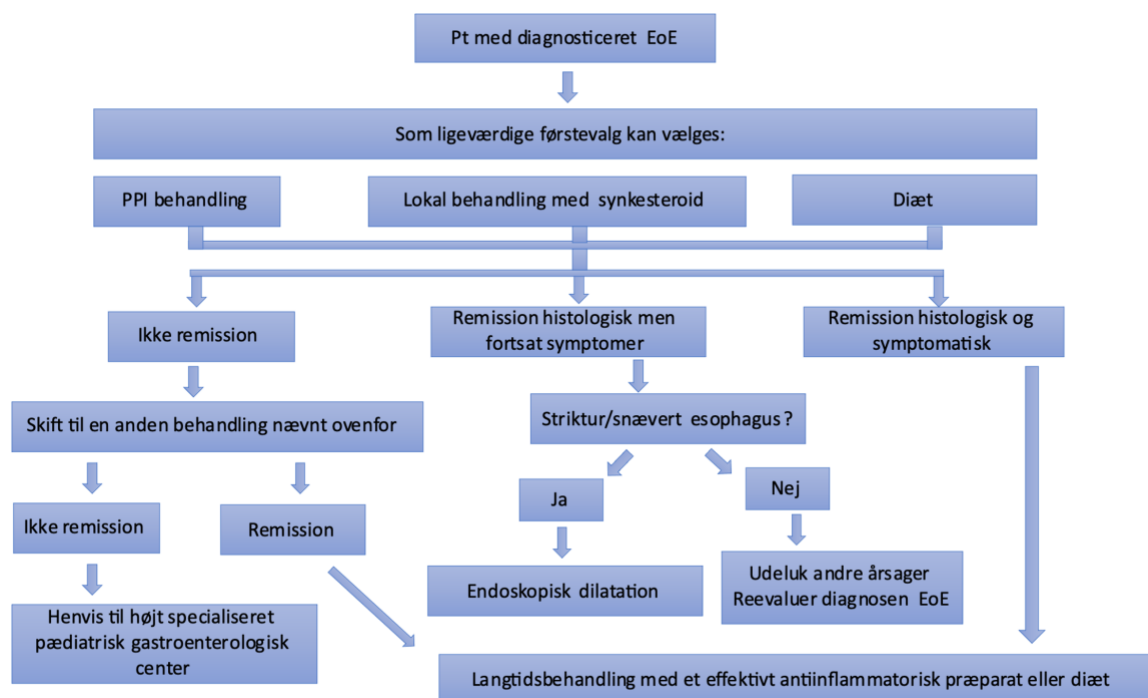 Pt med diagnosticeret EoE
Som ligeværdige førstevalg kan vælges:
PPI behandling
Lokal behandling med synkesteroid
Diæt
Ikke remission
Remission histologisk men
fortsat symptomer
Remission histologisk og
symptomatisk
Skift til en anden behandling nævnt ovenfor
Striktur/snævert esophagus ?
Ikke remission
Remission
Ja
Nej
Henvis til højt specialiseret
pædiatrisk gastroenterologisk
center
Endoskopisk dilatation
Udeluk andre årsager
Reevaluer diagnosen EoE
Langtidsbehandling med et effektivt antiinflammatorisk præparat eller diæt